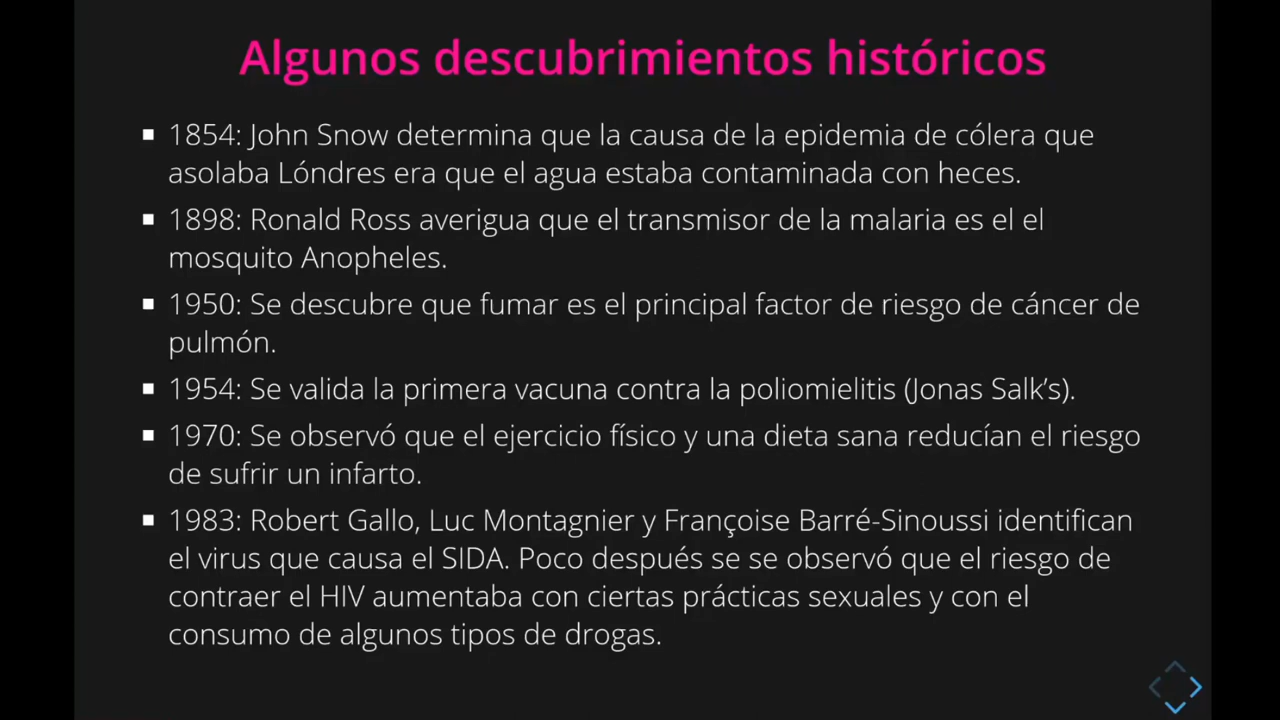 Algunos descubrimientos históricos
▪ 1854: John Snow determina que la causa de la epidemia de cólera que
asolaba Lóndres era que el agua estaba contaminada con heces.
▪ 1898: Ronald Ross averigua que el transmisor de la malaria es el el
mosquito Anopheles.
▪ 1950: Se descubre que fumar es el principal factor de riesgo de cáncer de
pulmón.
▪ 1954: Se valida la primera vacuna contra la poliomielitis (Jonas Salk’s).
▪ 1970: Se observó que el ejercicio físico y una dieta sana reducían el riesgo
de sufrir un infarto.
▪ 1983: Robert Gallo, Luc Montagnier y Françoise Barré-Sinoussi identifican
el virus que causa el SIDA. Poco después se se observó que el riesgo de
contraer el HIV aumentaba con ciertas prácticas sexuales y con el
consumo de algunos tipos de drogas.